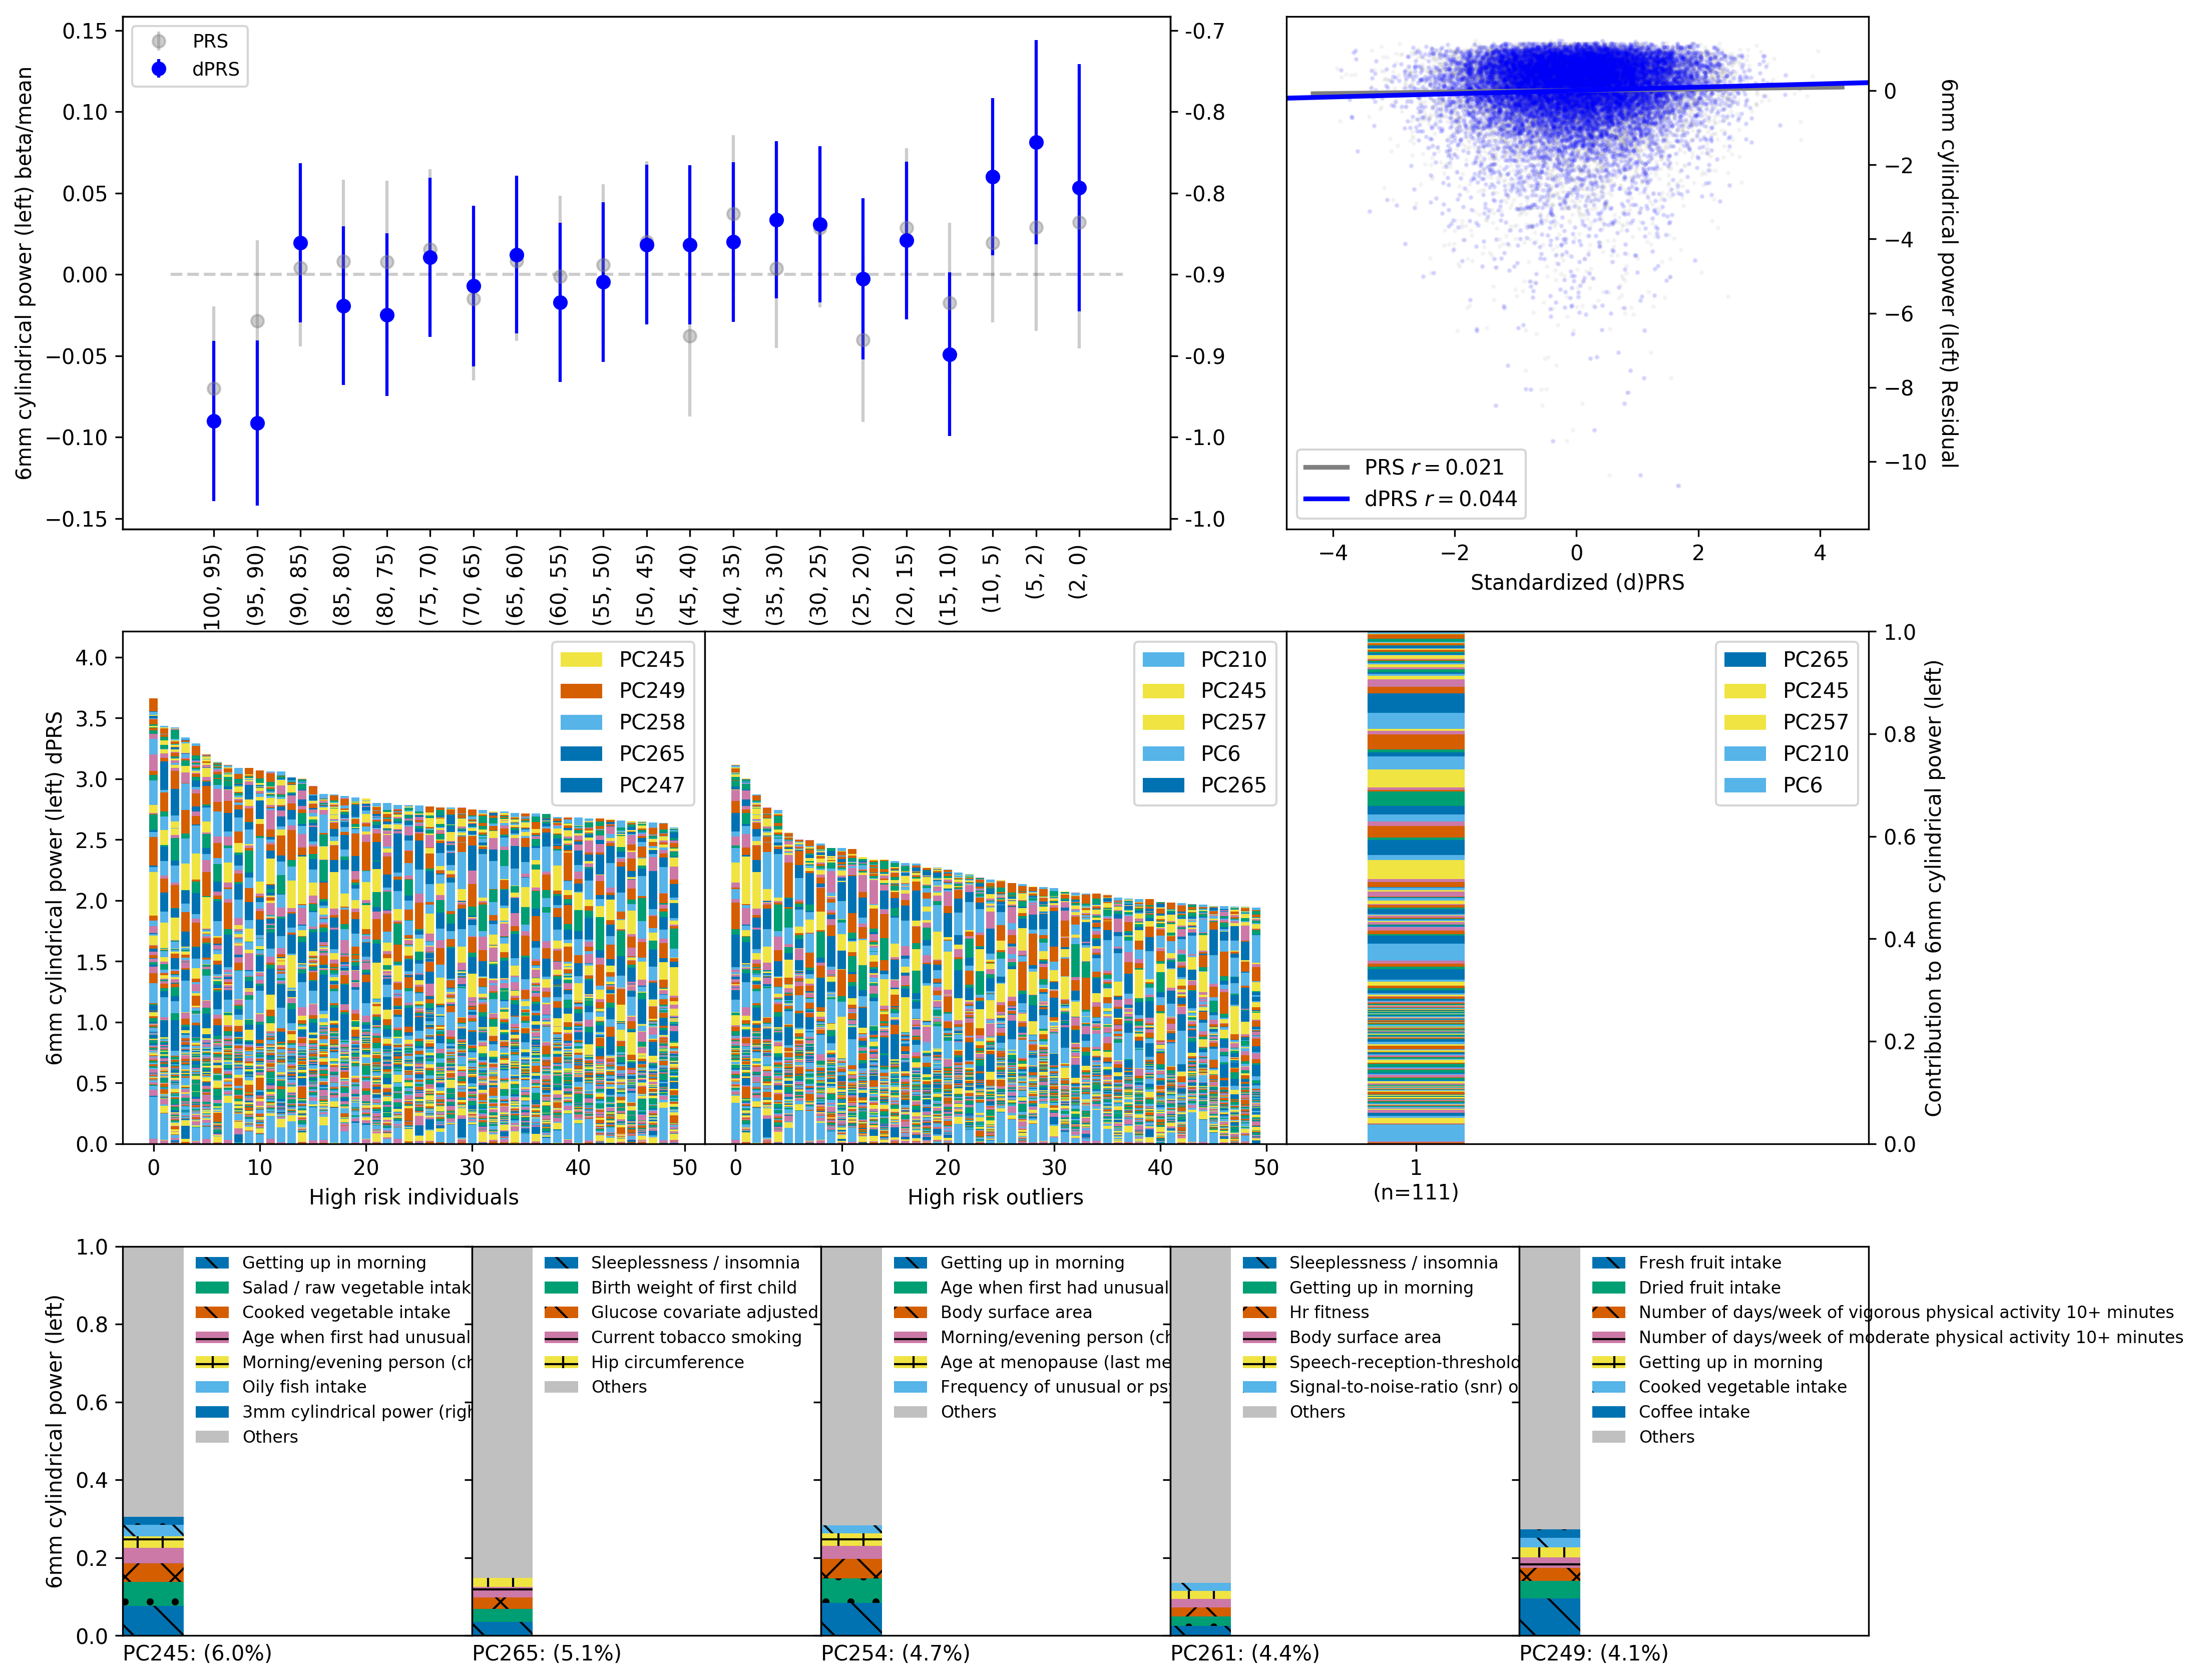 0.15
0.10
0.05
0.00
−0.05
−0.10
−0.15
6mm cylindrical power (left) beta/mean
PRS
dPRS
-0.7
-0.8
-0.8
-0.9
-0.9
-1.0
-1.0
100, 95)
(95, 90)
(90, 85)
(85, 80)
(80, 75)
(75, 70)
(70, 65)
(65, 60)
(60, 55)
(55, 50)
(50, 45)
(45, 40)
(40, 35)
(35, 30)
(30, 25)
(25, 20)
(20, 15)
(15, 10)
(10, 5)
(5, 2)
(2, 0)
PRS r = 0.021
dPRS r = 0.044
0
−2
−4
−6
−8
−10
6mm cylindrical power (left) Residual
−4
−2
0
2
4
Standardized (d)PRS
4.0
3.5
3.0
2.5
2.0
1.5
1.0
0.5
0.0
6mm cylindrical power (left) dPRS
PC245
PC249
PC258
PC265
PC247
0
10
20
30
40
50
High risk individuals
PC210
PC245
PC257
PC6
PC265
0
10
20
30
40
50
High risk outliers
PC265
PC245
PC257
PC210
PC6
1
(n=111)
1.0
0.8
0.6
0.4
0.2
0.0
Contribution to 6mm cylindrical power (left)
1.0
0.8
0.6
0.4
0.2
0.0
6mm cylindrical power (left)
Getting up in morning
Salad / raw vegetable intak
Cooked vegetable intake
Age when first had unusual
Morning/evening person (ch
Oily fish intake
3mm cylindrical power (righ
Others
PC245: (6.0%)
Sleeplessness / insomnia
Birth weight of first child
Glucose covariate adjusted
Current tobacco smoking
Hip circumference
Others
PC265: (5.1%)
Getting up in morning
Age when first had unusual
Body surface area
Morning/evening person (ch
Age at menopause (last me
Frequency of unusual or psy
Others
PC254: (4.7%)
Sleeplessness / insomnia
Getting up in morning
Hr fitness
Body surface area
Speech-reception-threshold
Signal-to-noise-ratio (snr) o
Others
PC261: (4.4%)
Fresh fruit intake
Dried fruit intake
Number of days/week of vigorous physical activity 10+ minutes
Number of days/week of moderate physical activity 10+ minutes
Getting up in morning
Cooked vegetable intake
Coffee intake
Others
PC249: (4.1%)